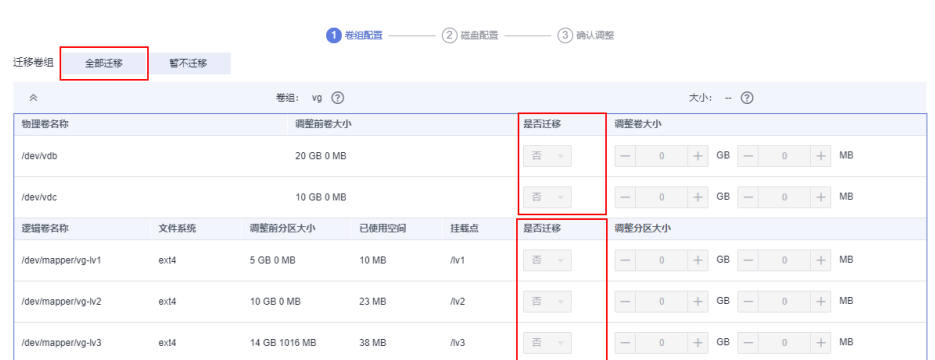 1 卷组配置 2 磁盘配置 3 确认调整
迁移卷组 全部迁移 暂不迁移
卷组: vg ? 大小: -- ?
物理卷名称 调整前卷大小 是否迁移 调整卷大小
/dev/vdb 20 GB 0 MB 否 — 0 + GB — 0 + MB
/dev/vdc 10 GB 0 MB 否 — 0 + GB — 0 + MB
逻辑卷名称 文件系统 调整前分区大小 已使用空间 挂载点 是否迁移 调整分区大小
/dev/mapper/vg-lv1 ext4 5 GB 0 MB 10 MB /lv1 否 — 0 + GB — 0 + MB
/dev/mapper/vg-lv2 ext4 10 GB 0 MB 23 MB /lv2 否 — 0 + GB — 0 + MB
/dev/mapper/vg-lv3 ext4 14 GB 1016 MB 38 MB /lv3 否 — 0 + GB — 0 + MB